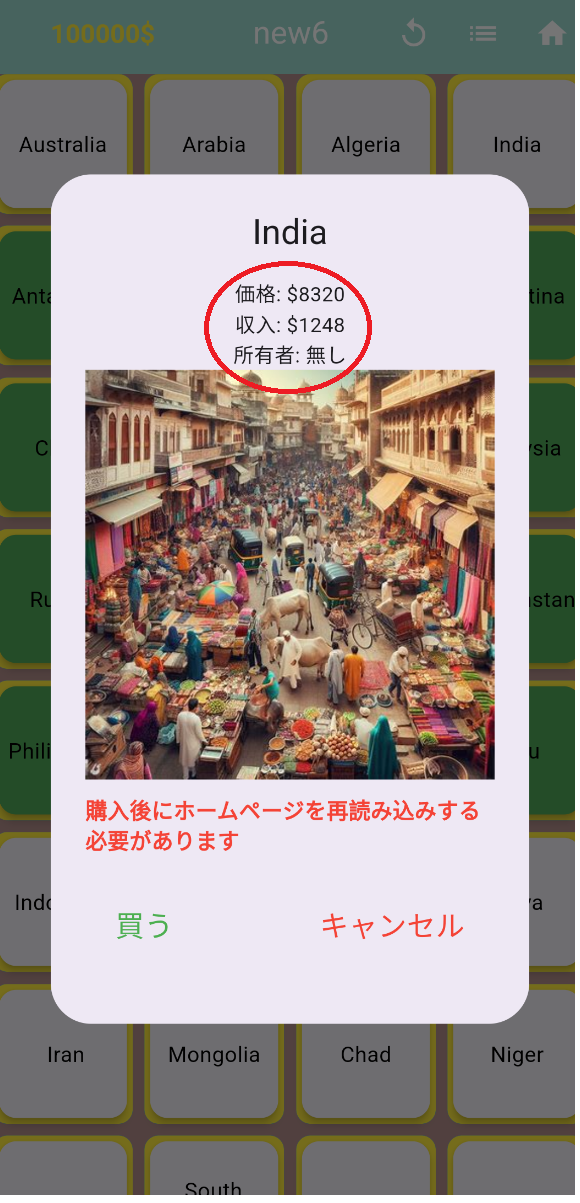 100000$ new6
Australia Arabia Algeria India
India
価格: $8320
収入: $1248
所有者: 無し
購入後にホームページを再読み込みする
必要があります
買う キャンセル
Iran Mongolia Chad Niger
South